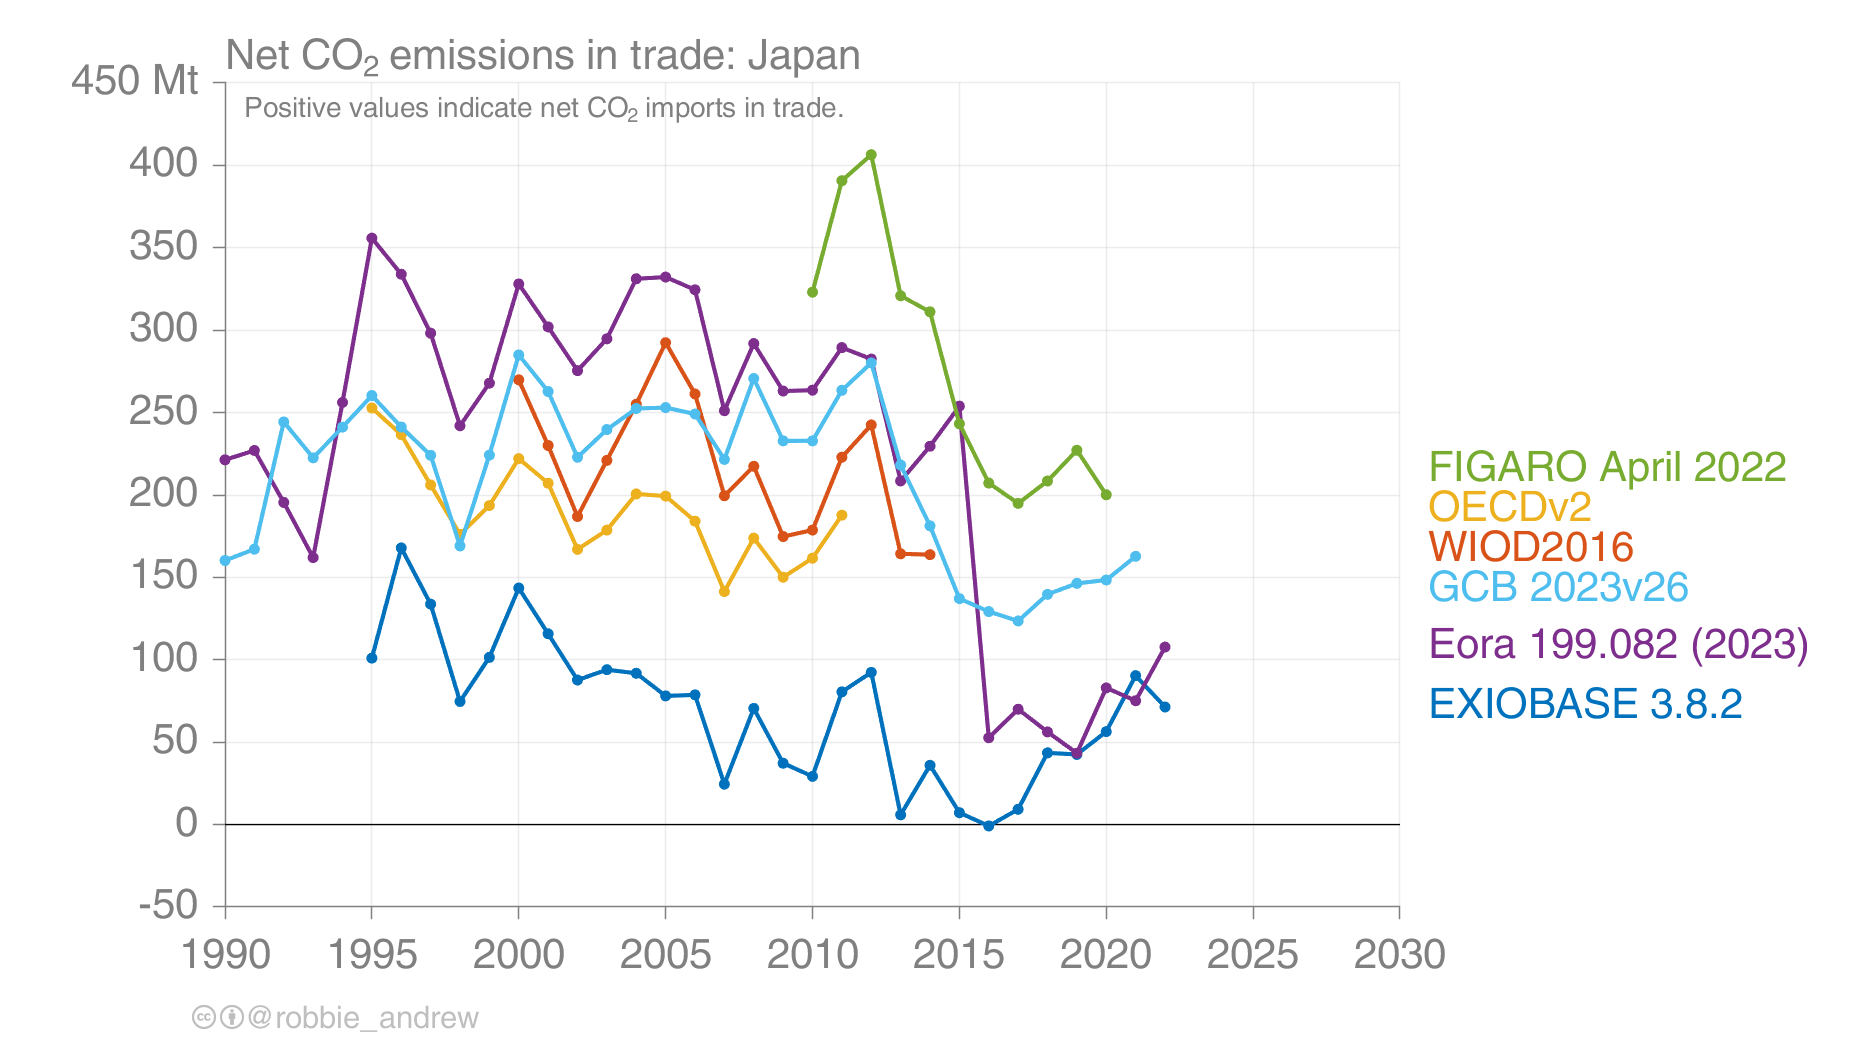 Net CO₂ emissions in trade: Japan
450 Mt
Positive values indicate net CO₂ imports in trade.
400
350
300
250
200
150
100
50
0
-50
1990 1995 2000 2005 2010 2015 2020 2025 2030
FIGARO April 2022
OECDv2
WIOD2016
GCB 2023v26
Eora 199.082 (2023)
EXIOBASE 3.8.2
cc @robbie_andrew